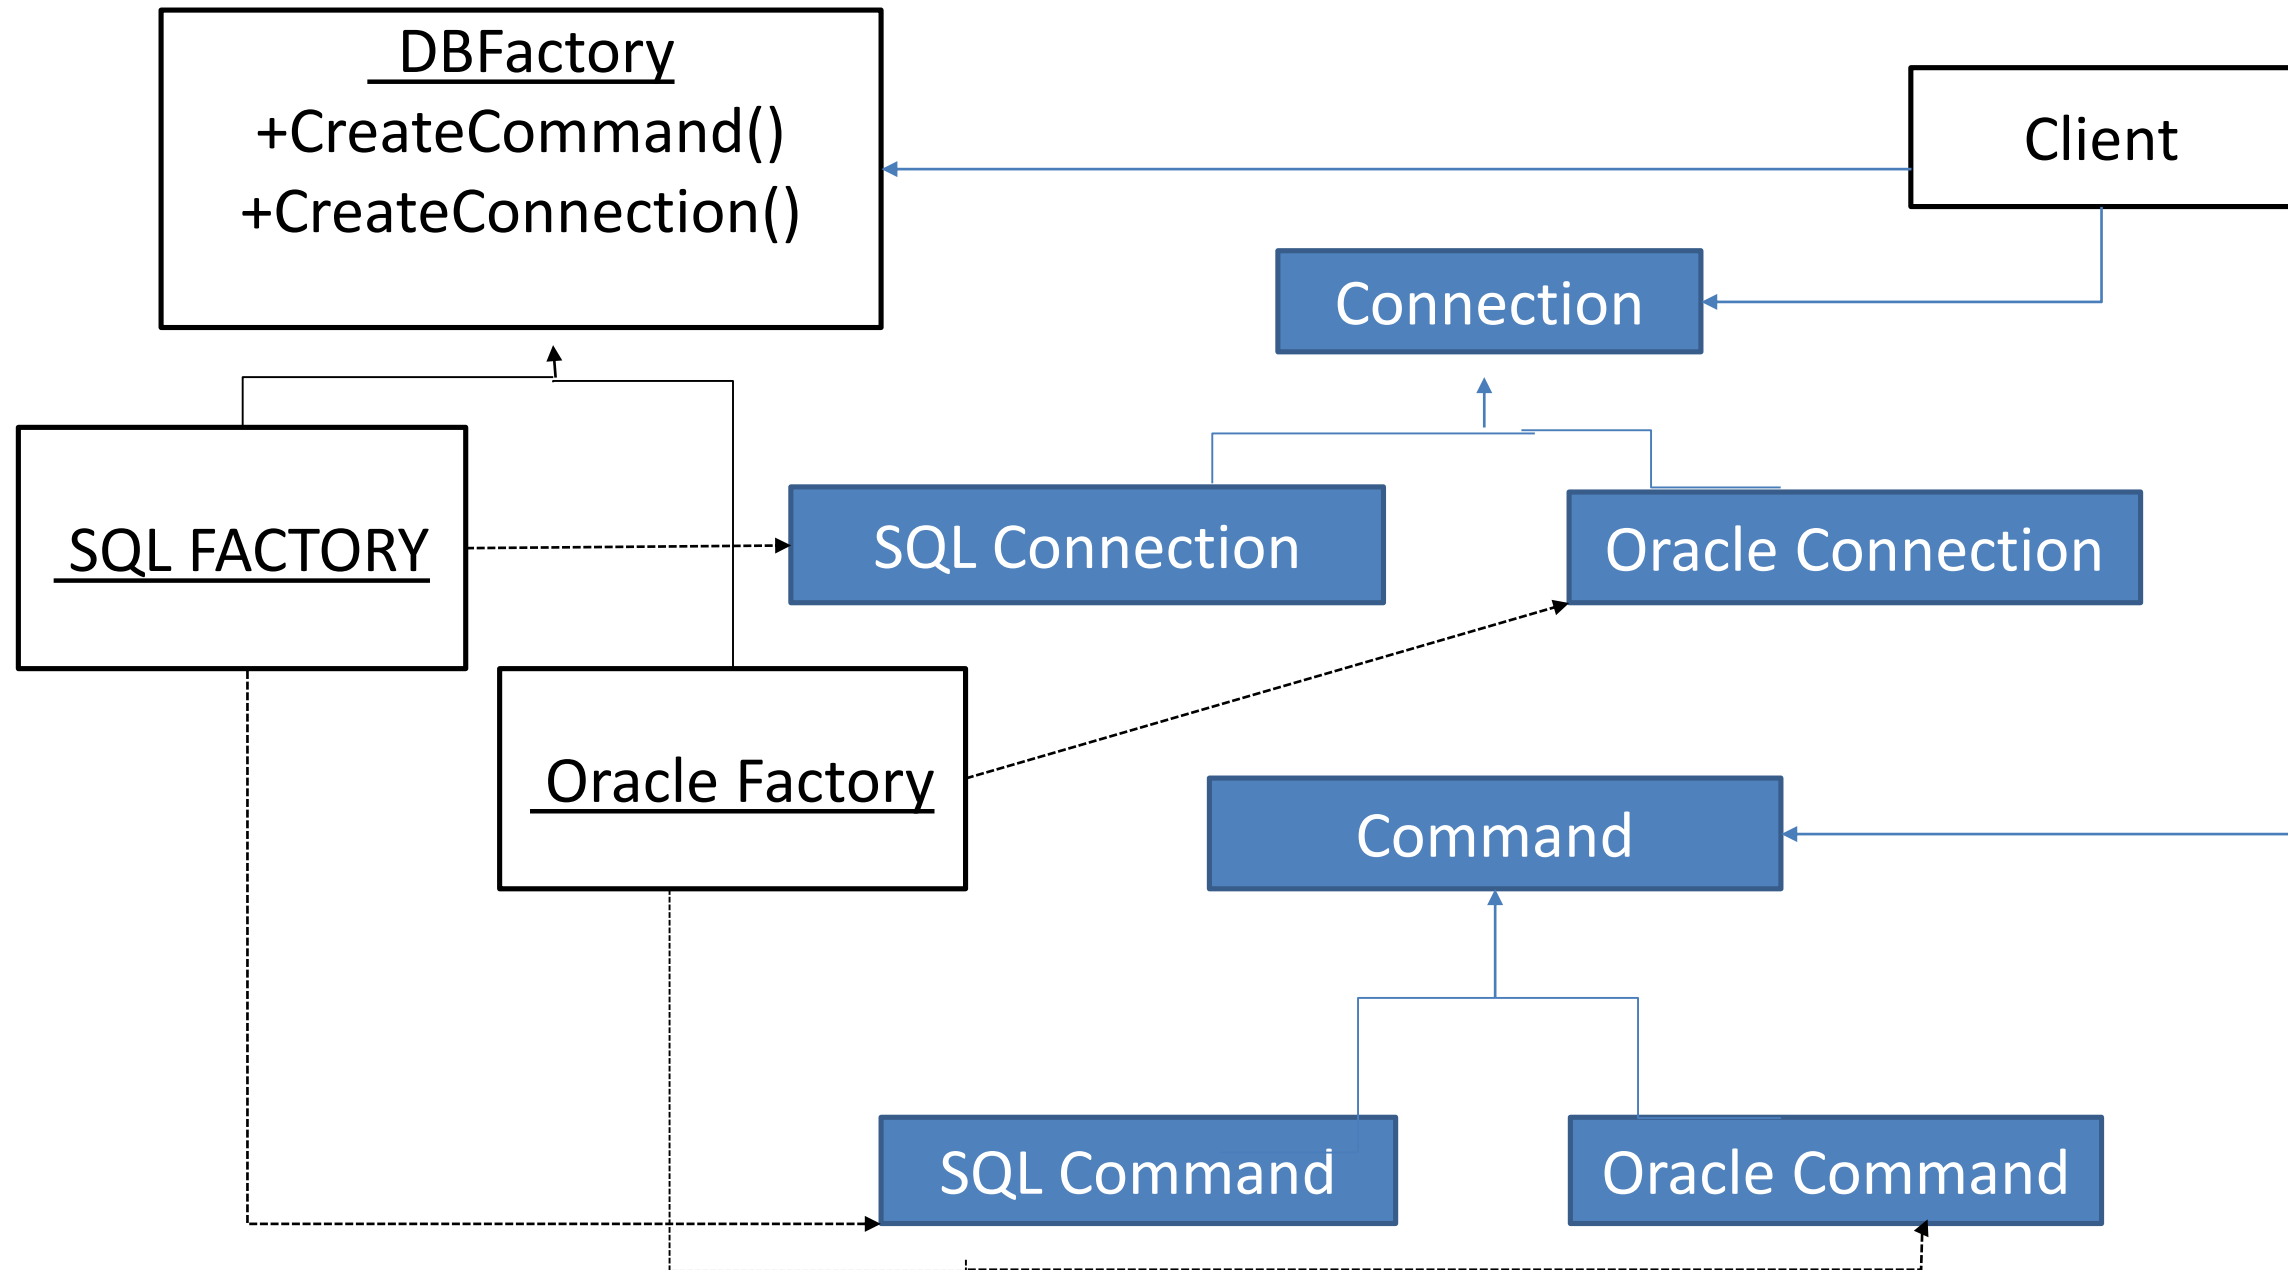 DBFactory
+CreateCommand()
+CreateConnection()
Client
Connection
SQL FACTORY
SQL Connection
Oracle Connection
Oracle Factory
Command
SQL Command
Oracle Command